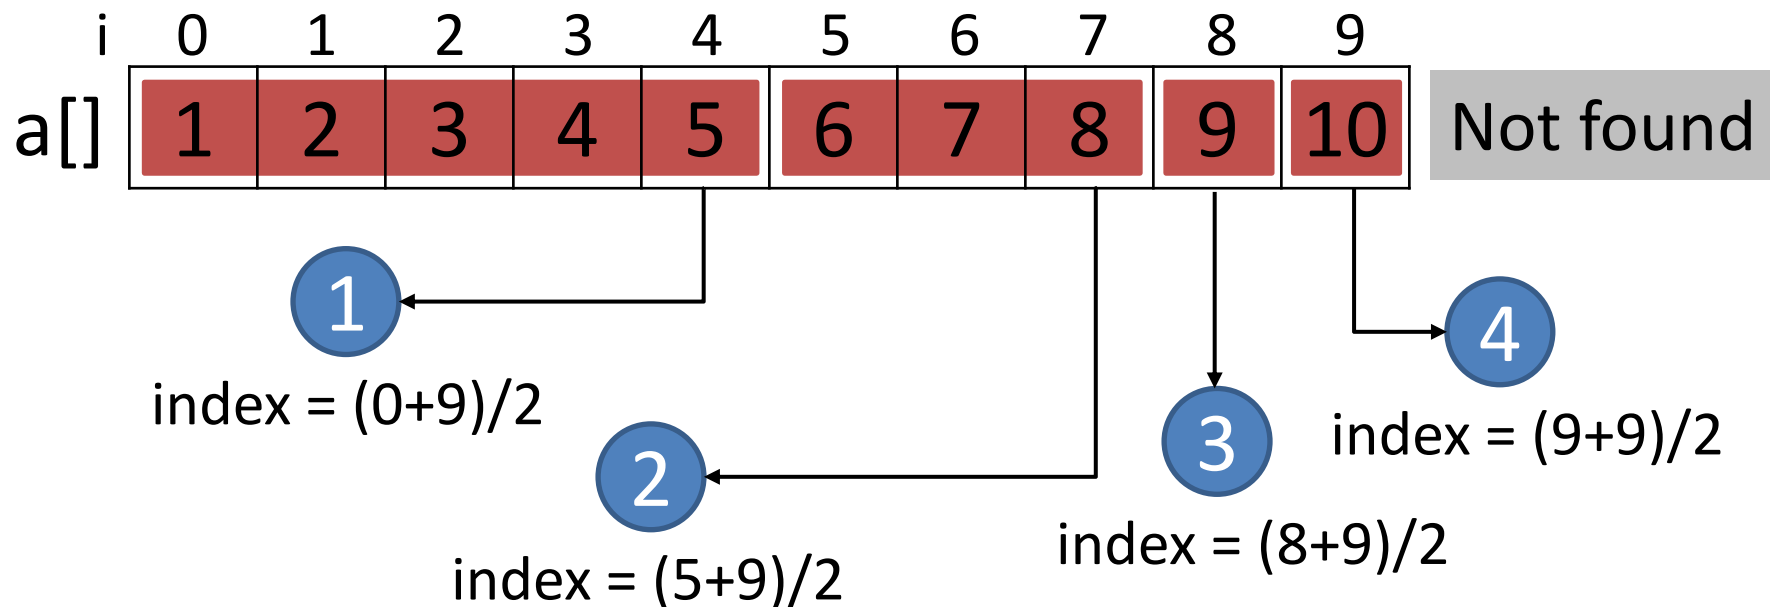 i 0 1 2 3 4 5 6 7 8 9
a[] 1 2 3 4 5 6 7 8 9 10 Not found
1
index = (0+9)/2
2
index = (5+9)/2
3
index = (8+9)/2
4
index = (9+9)/2